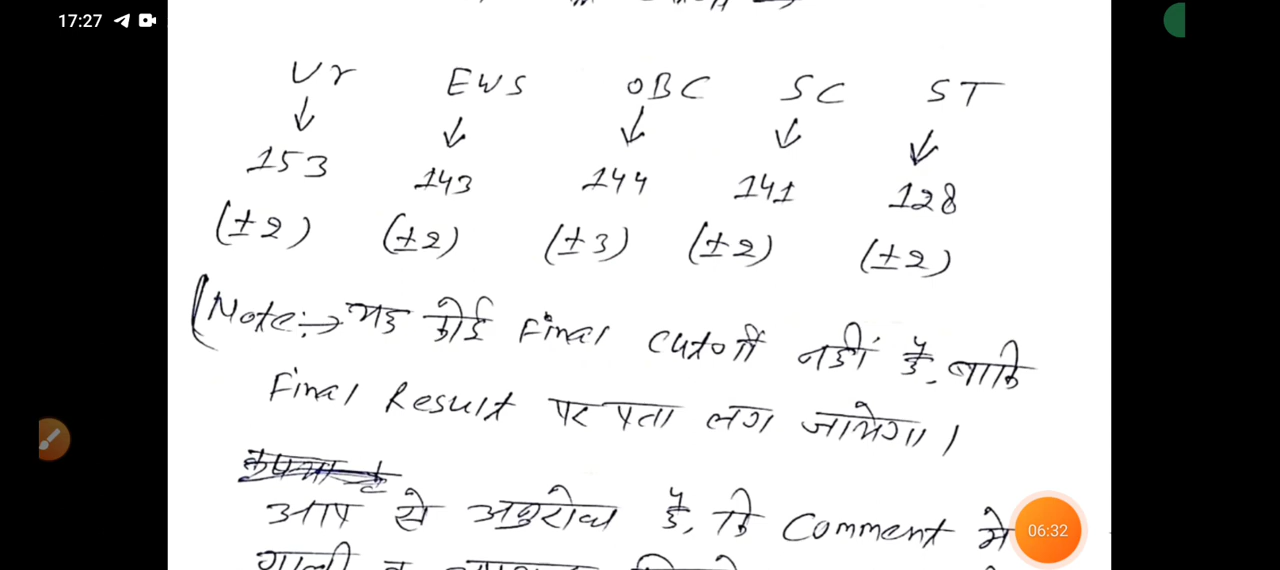 17:27
Ur EWS OBC SC ST
↓ ↓ ↓ ↓ ↓
153 143 144 141 128
(±2) (±2) (±3) (±2) (±2)
(Note:→ यह कोई Final cutoff नहीं है, बाकि
Final Result पर पता लग जायेगा।
आप से अनुरोध है, कि Comment मे
06:32
गाली व